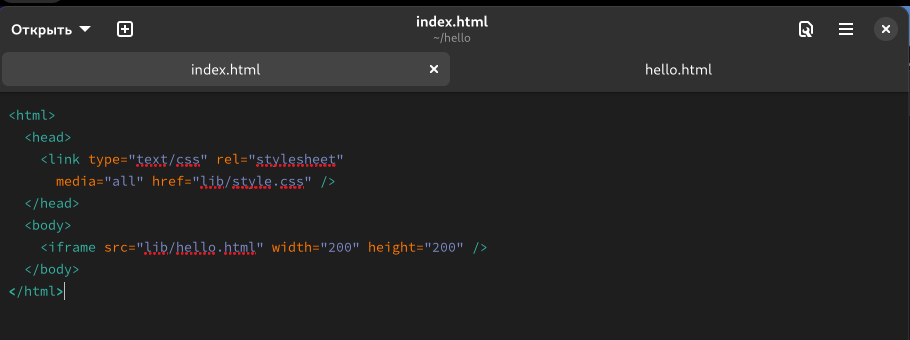 Открыть
index.html
~/hello
index.html
hello.html
<html>
  <head>
    <link type="text/css" rel="stylesheet"
      media="all" href="lib/style.css" />
  </head>
  <body>
    <iframe src="lib/hello.html" width="200" height="200" />
  </body>
</html>